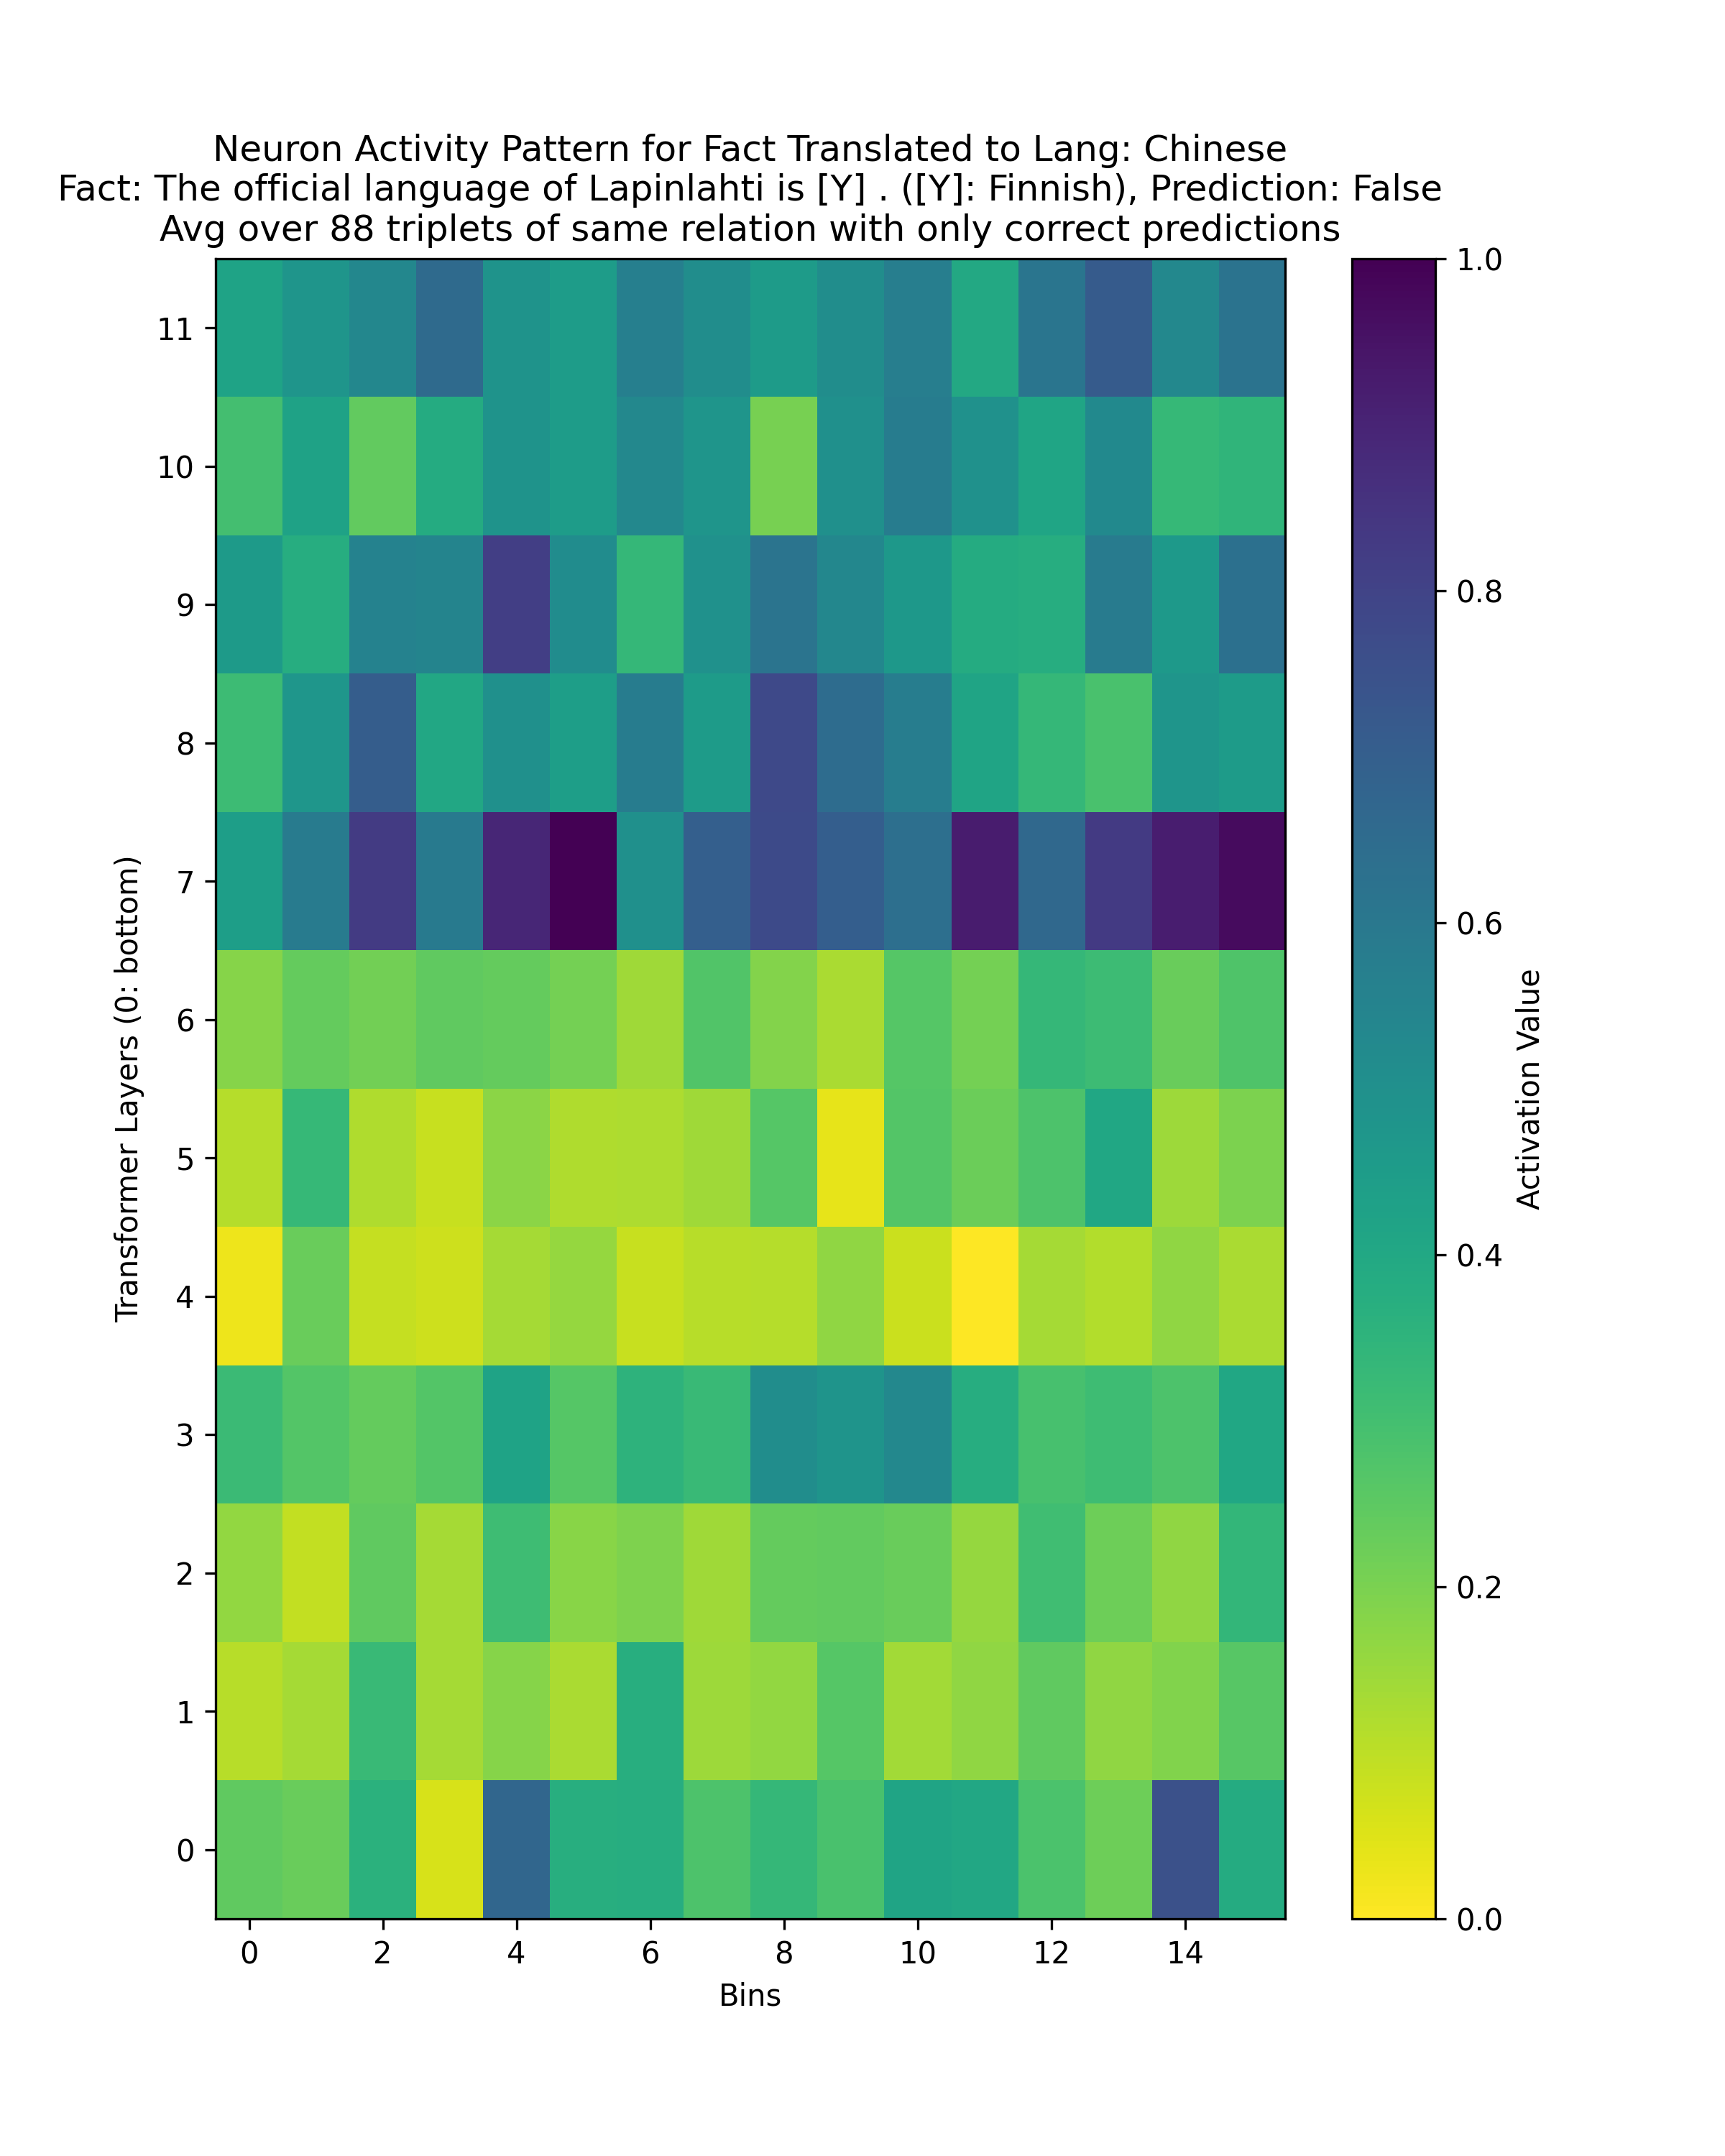 Neuron Activity Pattern for Fact Translated to Lang: Chinese
Fact: The official language of Lapinlahti is [Y] . ([Y]: Finnish), Prediction: False
Avg over 88 triplets of same relation with only correct predictions
Transformer Layers (0: bottom)
11
10
9
8
7
6
5
4
3
2
1
0
0 2 4 6 8 10 12 14
Bins
1.0
0.8
0.6
0.4
0.2
0.0
Activation Value